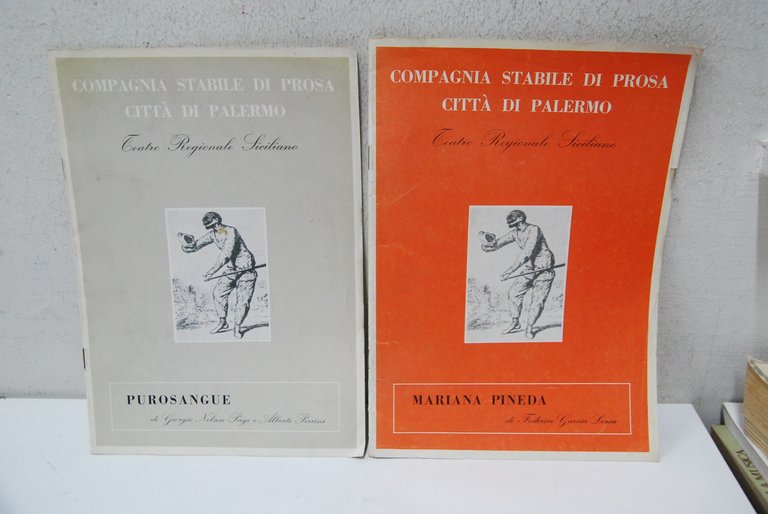 COMPAGNIA STABILE DI PROSA
CITTÀ DI PALERMO
Teatro Regionale Siciliano
PUROSANGUE
di Giorgio Nelson Page e Alberto Perrini
COMPAGNIA STABILE DI PROSA
CITTÀ DI PALERMO
Teatro Regionale Siciliano
MARIANA PINEDA
di Federico Garcia Lorca
MUSICA